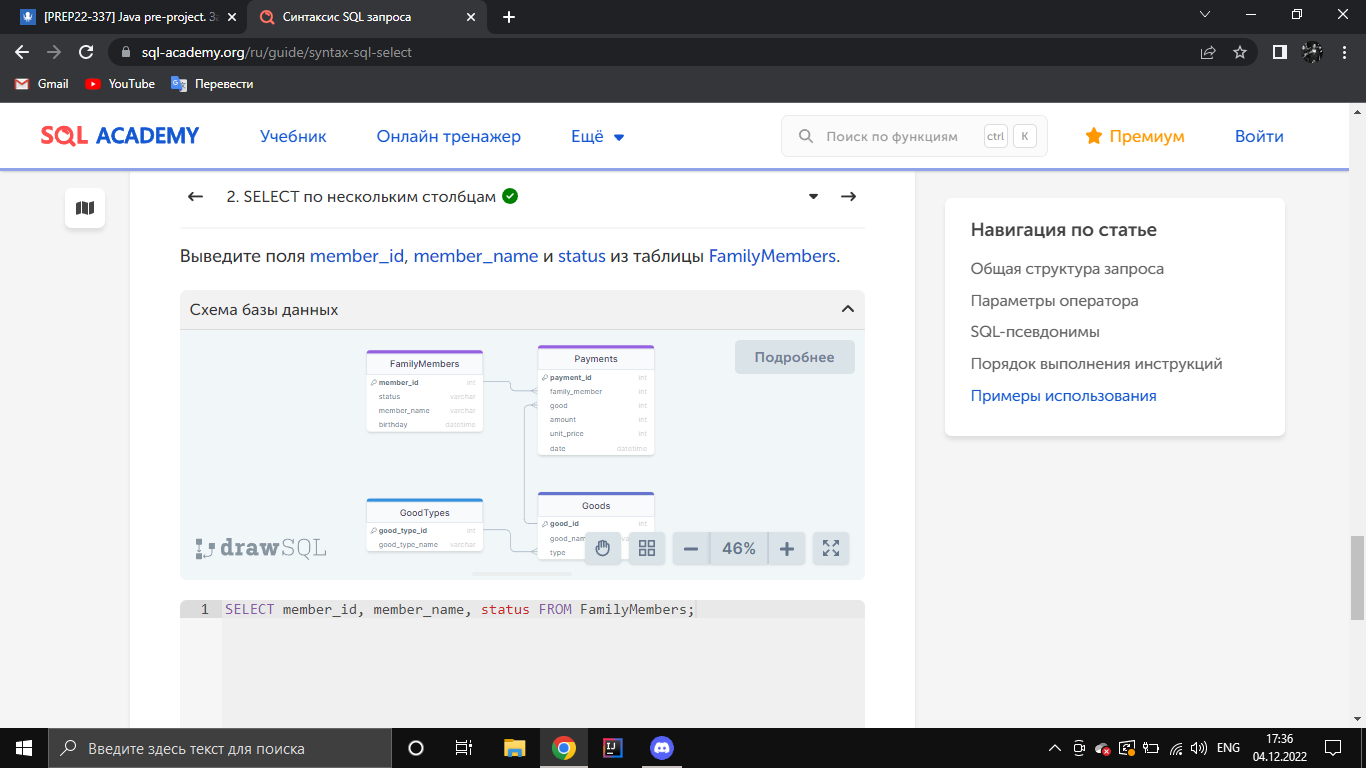 [PREP22-337] Java pre-project. За
Синтаксис SQL запроса
sql-academy.org/ru/guide/syntax-sql-select
Gmail
YouTube
Перевести
SQL ACADEMY
Учебник
Онлайн тренажер
Ещё
Поиск по функциям
ctrl
K
Премиум
Войти
2. SELECT по нескольким столбцам
Выведите поля member_id, member_name и status из таблицы FamilyMembers.
Схема базы данных
Подробнее
FamilyMembers
member_id int
status varchar
member_name varchar
birthday datetime
Payments
payment_id int
family_member int
good int
amount int
unit_price int
date datetime
GoodTypes
good_type_id int
good_type_name varchar
Goods
good_id int
good_nam
type
drawSQL
46%
1 SELECT member_id, member_name, status FROM FamilyMembers;
Навигация по статье
Общая структура запроса
Параметры оператора
SQL-псевдонимы
Порядок выполнения инструкций
Примеры использования
Введите здесь текст для поиска
ENG
17:36
04.12.2022